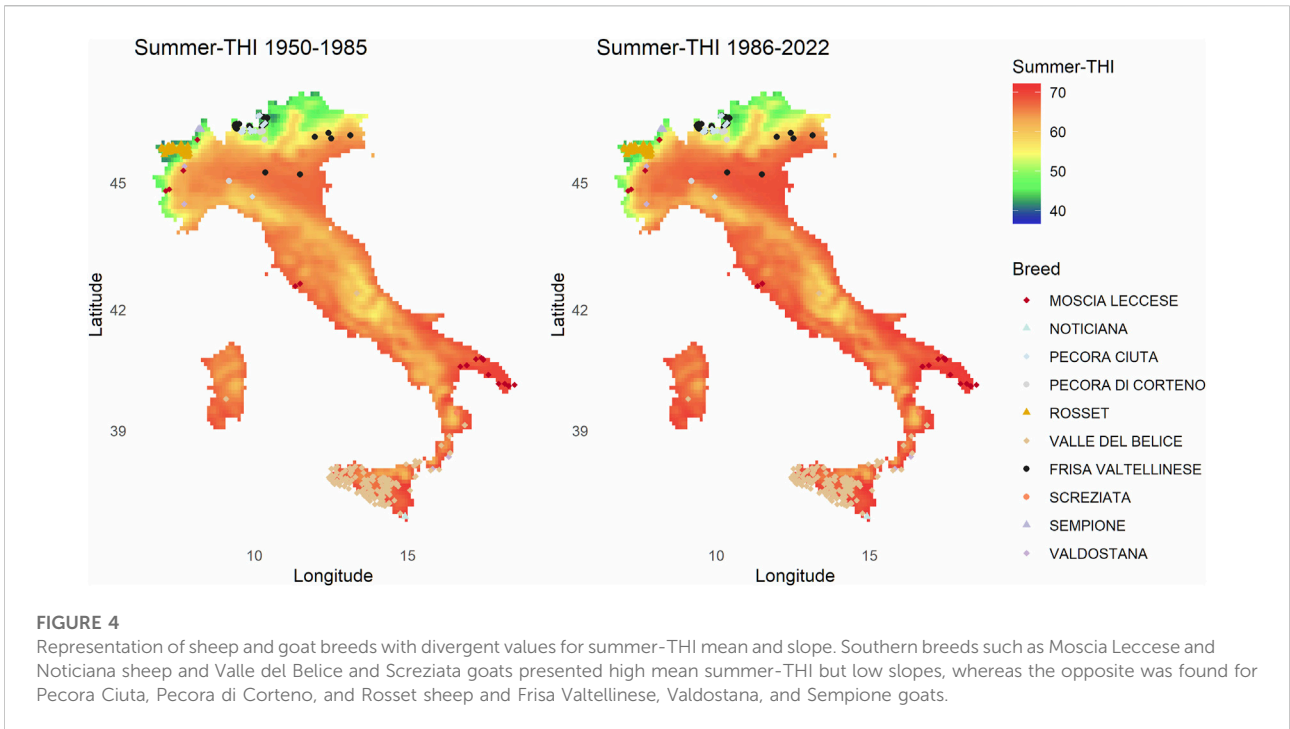 Summer-THI 1950-1985
45
42
39
Latitude
10 15
Longitude
Summer-THI 1986-2022
45
42
39
Latitude
10 15
Longitude
Summer-THI
70
60
50
40
Breed
MOSCIA LECCESE
NOTICIANA
PECORA CIUTA
PECORA DI CORTENO
ROSSET
VALLE DEL BELICE
FRISA VALTELLINESE
SCREZIATA
SEMPIONE
VALDOSTANA
FIGURE 4
Representation of sheep and goat breeds with divergent values for summer-THI mean and slope. Southern breeds such as Moscia Leccese and
Noticiana sheep and Valle del Belice and Screziata goats presented high mean summer-THI but low slopes, whereas the opposite was found for
Pecora Ciuta, Pecora di Corteno, and Rosset sheep and Frisa Valtellinese, Valdostana, and Sempione goats.